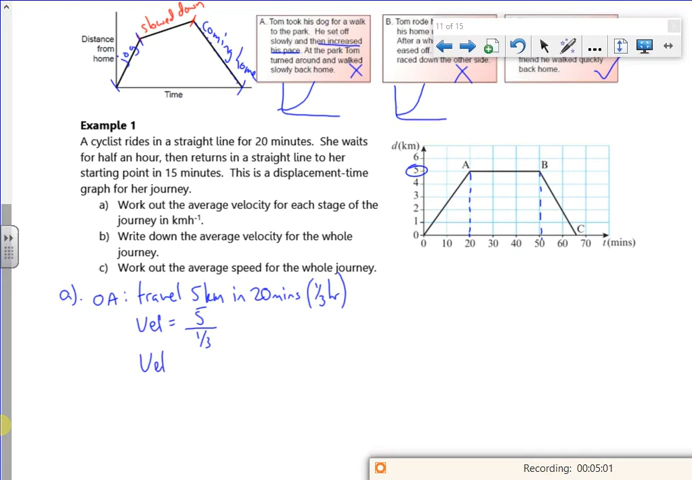 Distance
from
home
Time
jog
slowed down
coming home
A. Tom took his dog for a walk
to the park. He set off
slowly and then increased
his pace. At the park Tom
turned around and walked
slowly back home.
B. Tom rode
his home
After a wh
eased off.
raced down the other side.
11 of 15
friend he walked quickly
back home.
Example 1
A cyclist rides in a straight line for 20 minutes. She waits
for half an hour, then returns in a straight line to her
starting point in 15 minutes. This is a displacement-time
graph for her journey.
a) Work out the average velocity for each stage of the
journey in kmh⁻¹.
b) Write down the average velocity for the whole
journey.
c) Work out the average speed for the whole journey.
d(km)
6
5
4
3
2
1
0
A
B
C
0 10 20 30 40 50 60 70 t(mins)
a). OA: travel 5km in 20mins (1/3 hr)
Vel = 5
1/3
Vel
Recording: 00:05:01